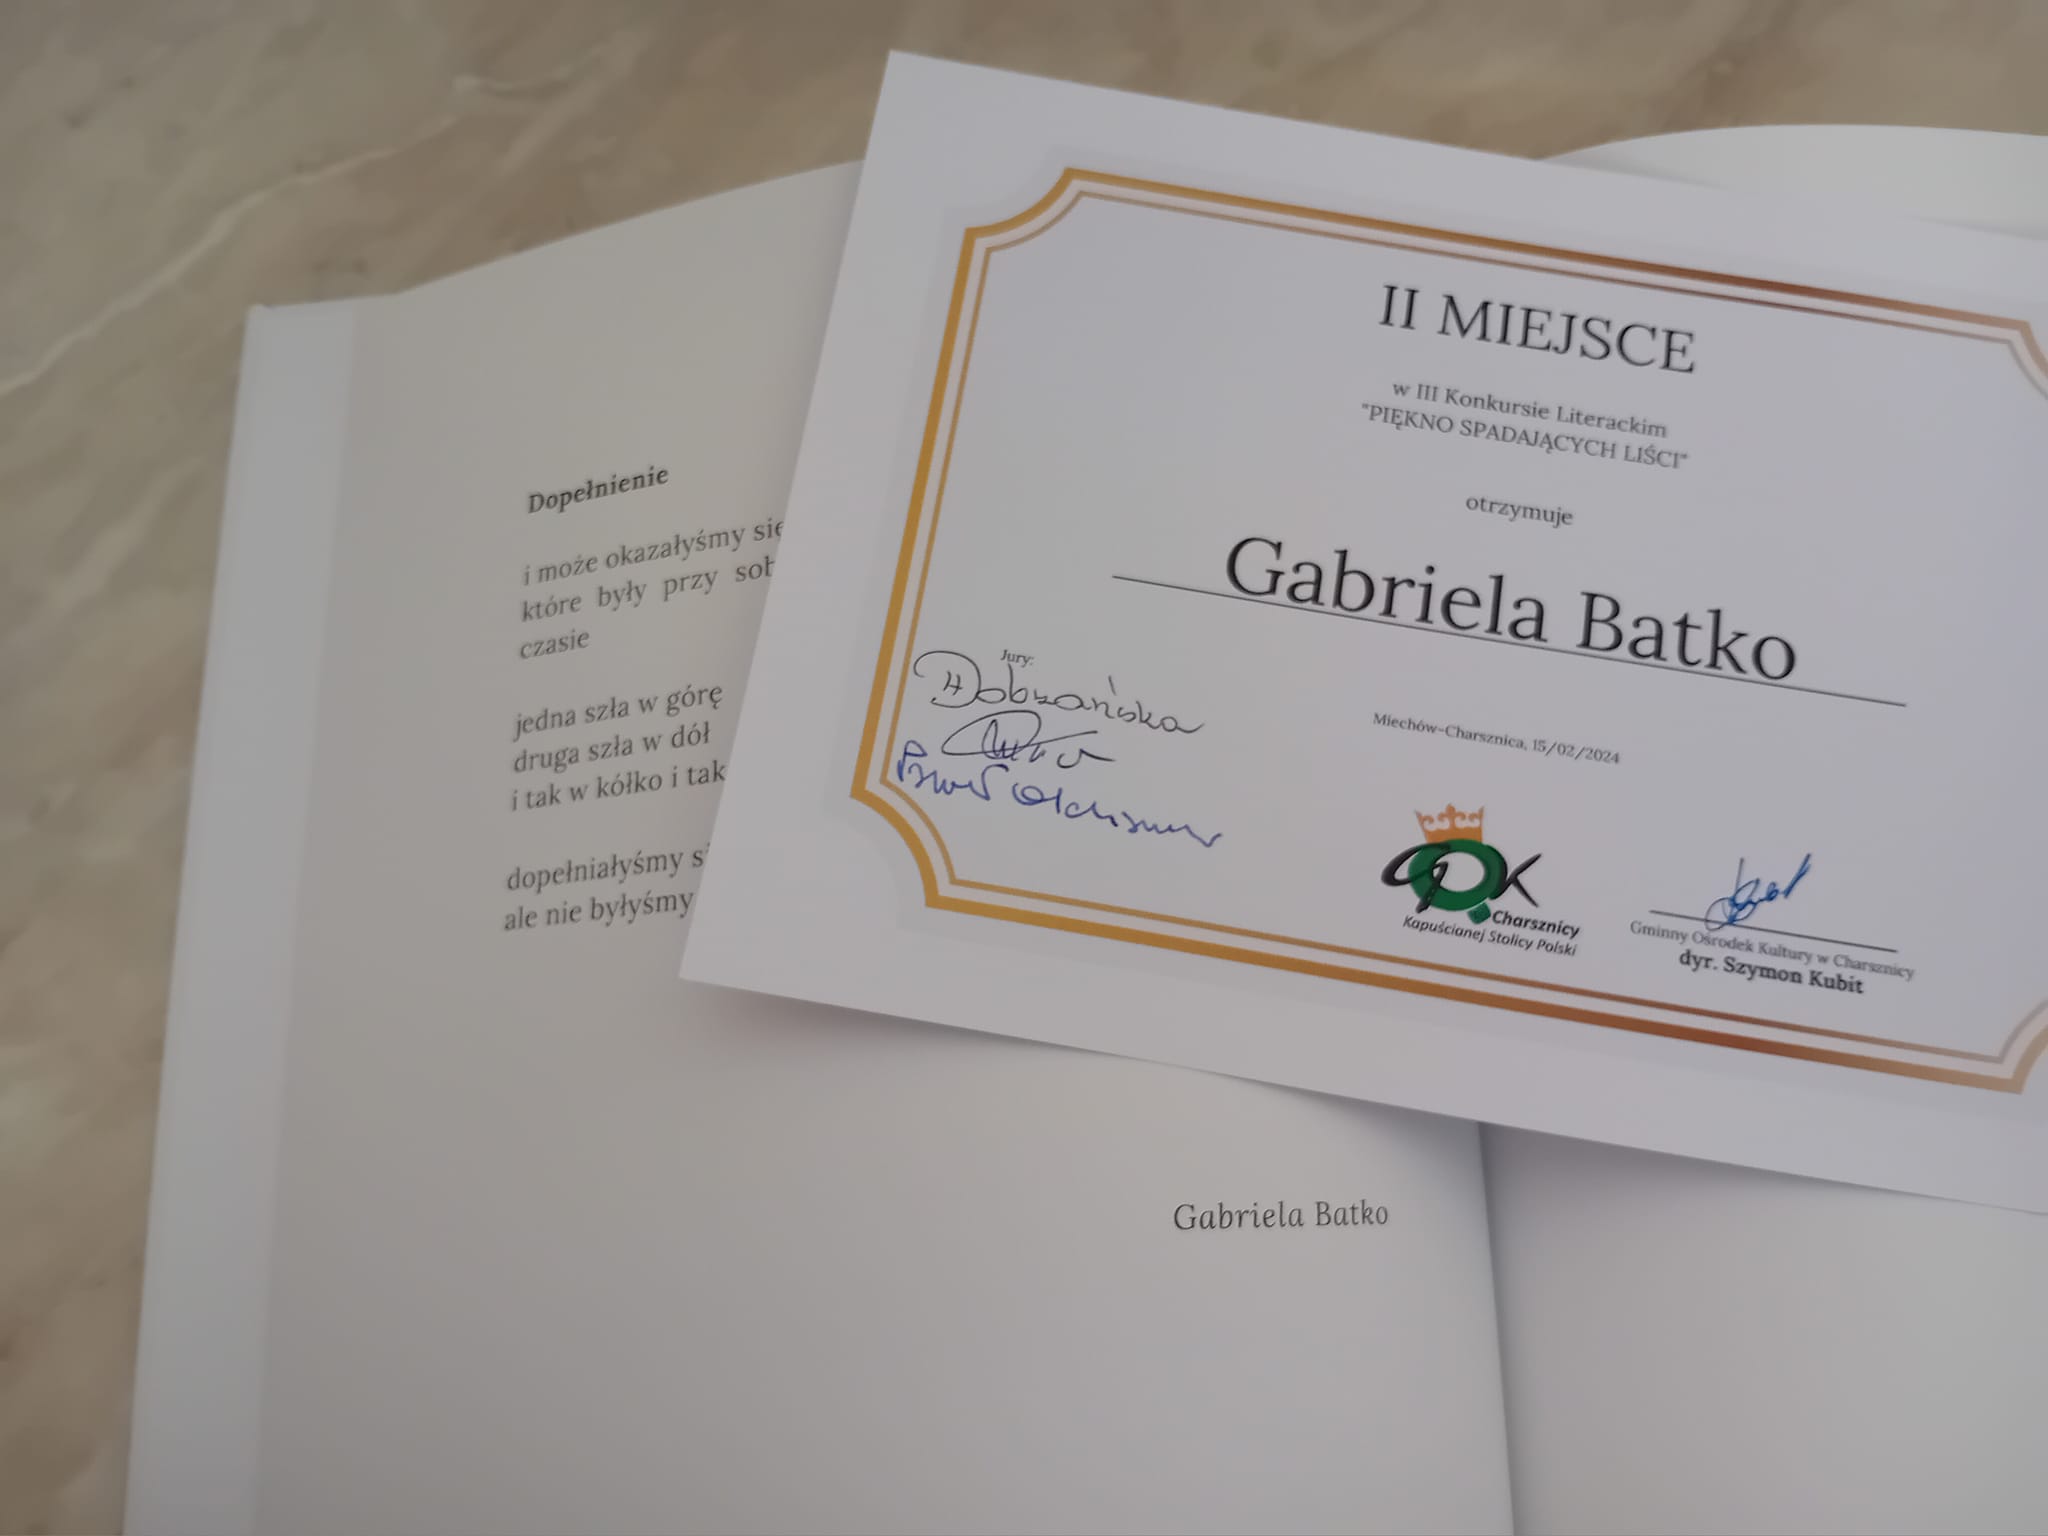 Dopełnienie
i może okazałyśmy się
które były przy sob
czasie
jedna szła w górę
druga szła w dół
i tak w kółko i tak
dopełniałyśmy s
ale nie byłyśmy
Gabriela Batko
II MIEJSCE
w III Konkursie Literackim
"PIĘKNO SPADAJĄCYCH LIŚCI"
otrzymuje
Gabriela Batko
Jury:
HDobrzańska
Miechów-Charsznica, 15/02/2024
GOK
Charsznicy
Kapuścianej Stolicy Polski
Gminny Ośrodek Kultury w Charsznicy
dyr. Szymon Kubit